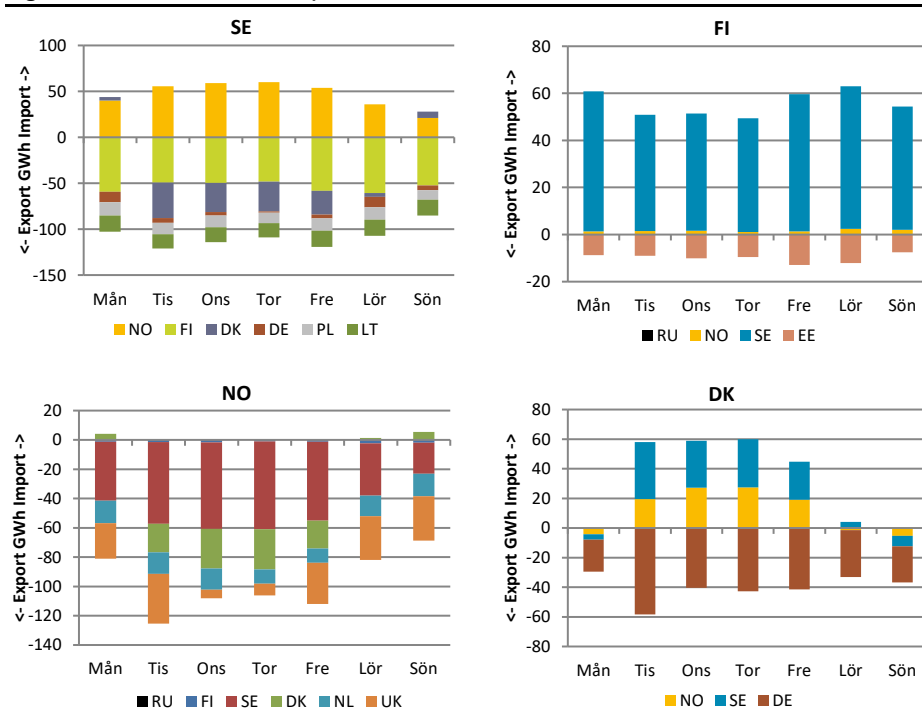 SE
100
50
0
-50
-100
-150
<- Export GWh Import ->
Mån Tis Ons Tor Fre Lör Sön
NO FI DK DE PL LT
FI
80
60
40
20
0
-20
<- Export GWh Import ->
Mån Tis Ons Tor Fre Lör Sön
RU NO SE EE
NO
20
0
-20
-40
-60
-80
-100
-120
-140
<- Export GWh Import ->
Mån Tis Ons Tor Fre Lör Sön
RU FI SE DK NL UK
DK
80
60
40
20
0
-20
-40
-60
-80
<- Export GWh Import ->
Mån Tis Ons Tor Fre Lör Sön
NO SE DE